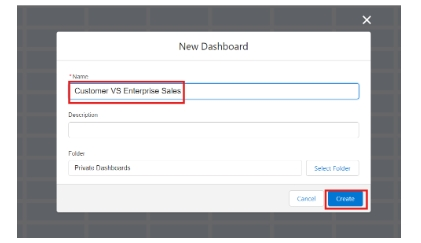 New Dashboard
* Name
Customer VS Enterprise Sales
Description
Folder
Private Dashboards
Select Folder
Cancel
Create